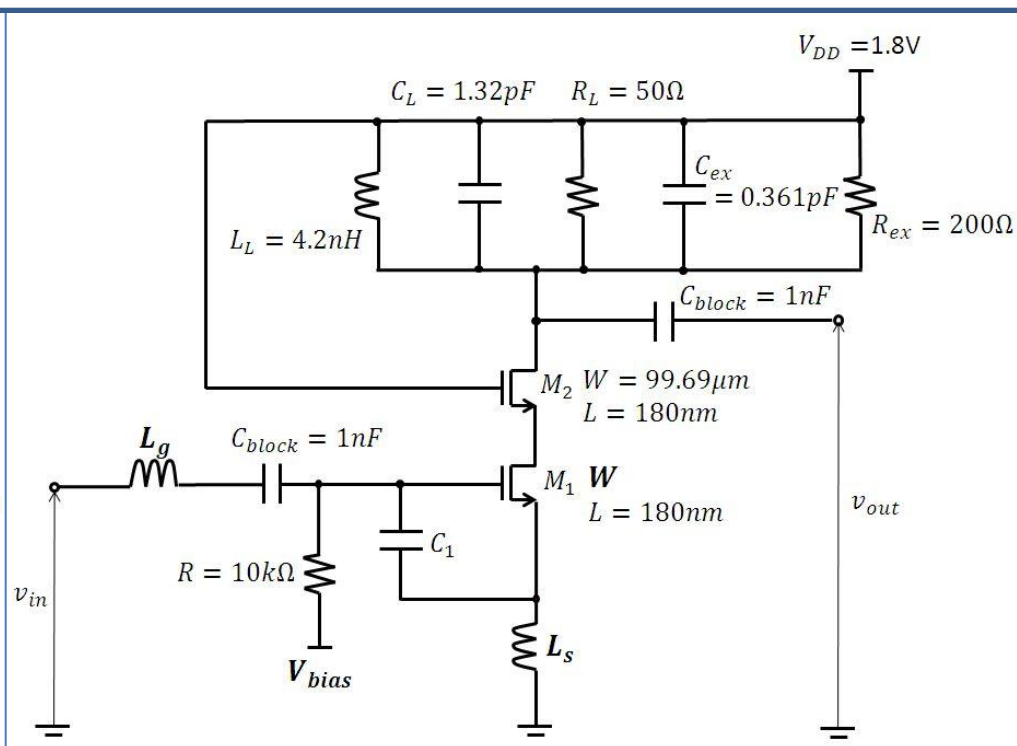 V_DD =1.8V
C_L = 1.32pF
R_L = 50Ω
C_ex
= 0.361pF
L_L = 4.2nH
R_ex = 200Ω
C_block = 1nF
M_2 W = 99.69μm
L = 180nm
L_g
C_block = 1nF
M_1 W
L = 180nm
v_out
C_1
R = 10kΩ
v_in
L_s
V_bias